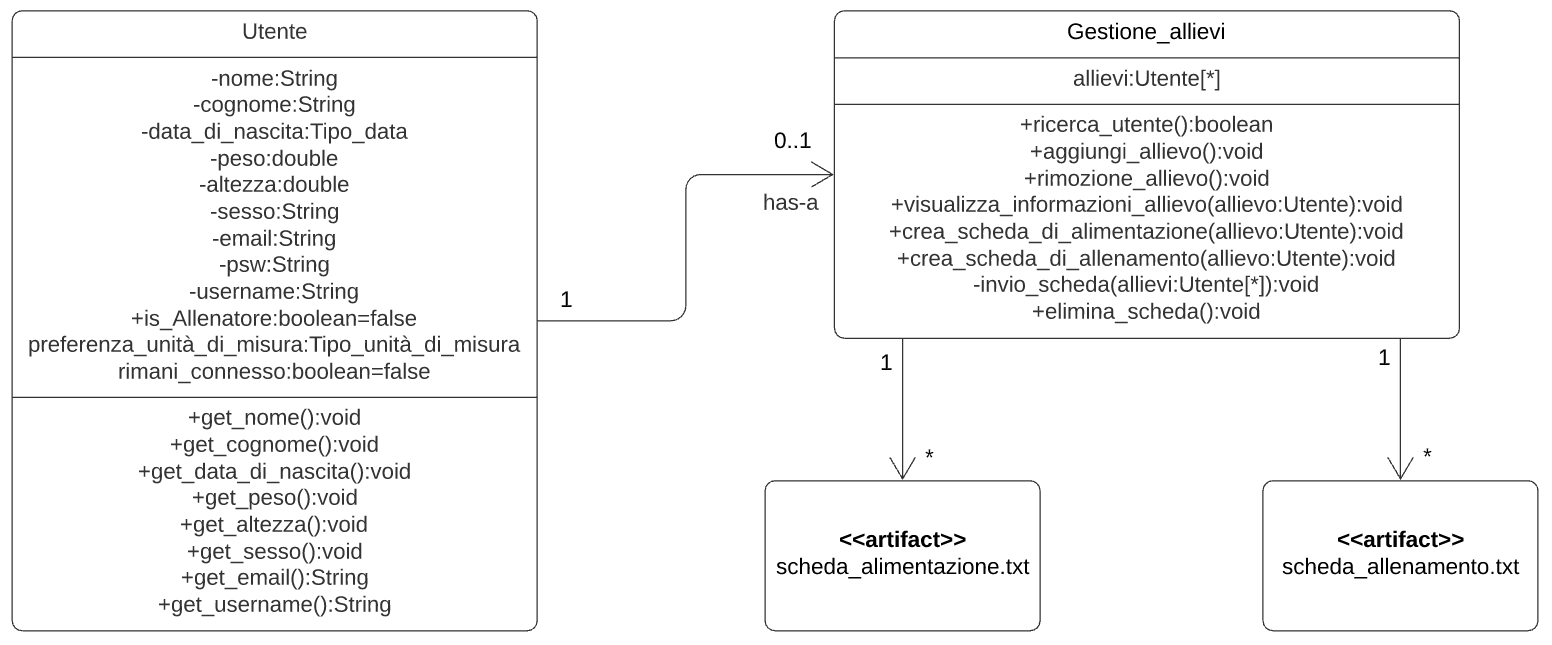 Utente
-nome:String
-cognome:String
-data_di_nascita:Tipo_data
-peso:double
-altezza:double
-sesso:String
-email:String
-psw:String
-username:String
+is_Allenatore:boolean=false
preferenza_unità_di_misura:Tipo_unità_di_misura
rimani_connesso:boolean=false
+get_nome():void
+get_cognome():void
+get_data_di_nascita():void
+get_peso():void
+get_altezza():void
+get_sesso():void
+get_email():String
+get_username():String
1
0..1
has-a
Gestione_allievi
allievi:Utente[*]
+ricerca_utente():boolean
+aggiungi_allievo():void
+rimozione_allievo():void
+visualizza_informazioni_allievo(allievo:Utente):void
+crea_scheda_di_alimentazione(allievo:Utente):void
+crea_scheda_di_allenamento(allievo:Utente):void
-invio_scheda(allievi:Utente[*]):void
+elimina_scheda():void
1
*
<<artifact>>
scheda_alimentazione.txt
1
*
<<artifact>>
scheda_allenamento.txt